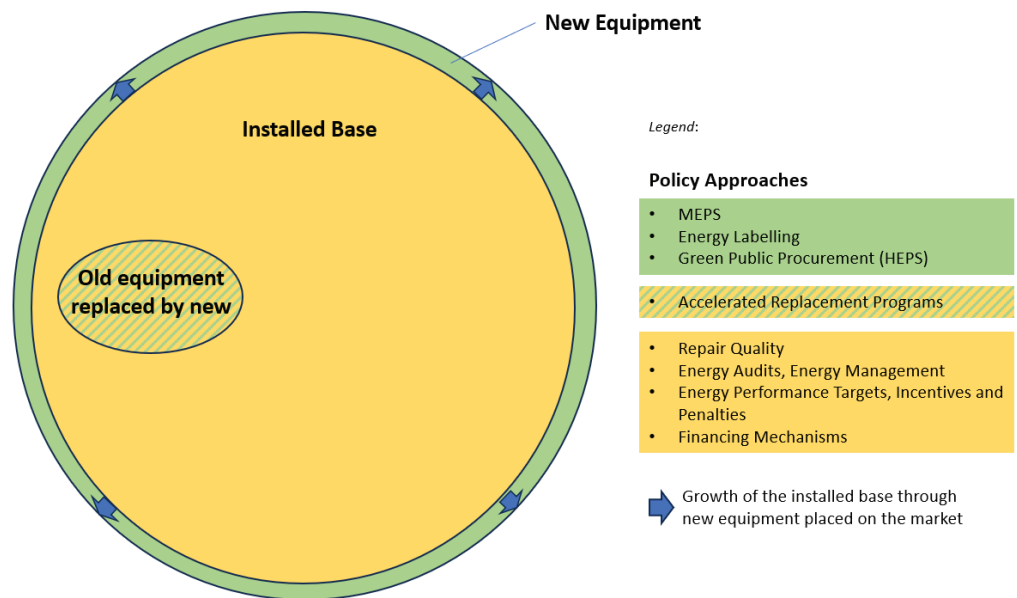 New Equipment
Installed Base
Old equipment
replaced by new
Legend:
Policy Approaches
• MEPS
• Energy Labelling
• Green Public Procurement (HEPS)
• Accelerated Replacement Programs
• Repair Quality
• Energy Audits, Energy Management
• Energy Performance Targets, Incentives and
Penalties
• Financing Mechanisms
Growth of the installed base through
new equipment placed on the market